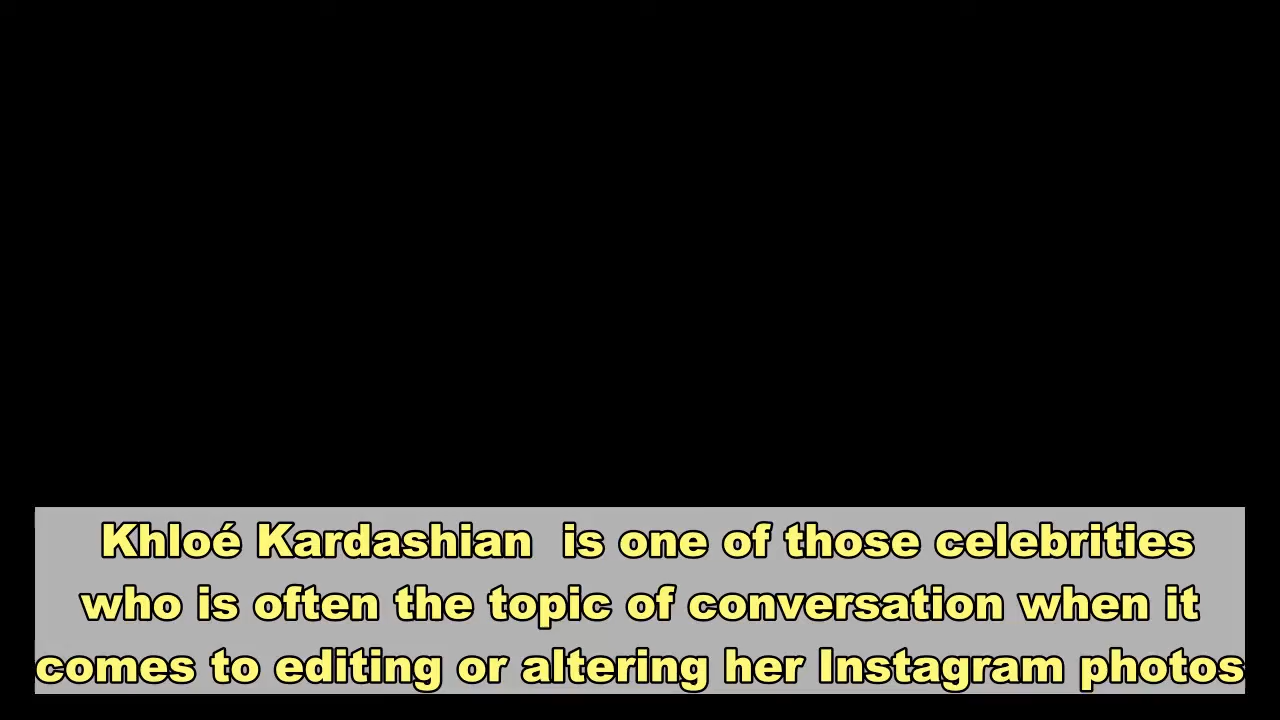 Khloé Kardashian  is one of those celebrities
who is often the topic of conversation when it
comes to editing or altering her Instagram photos